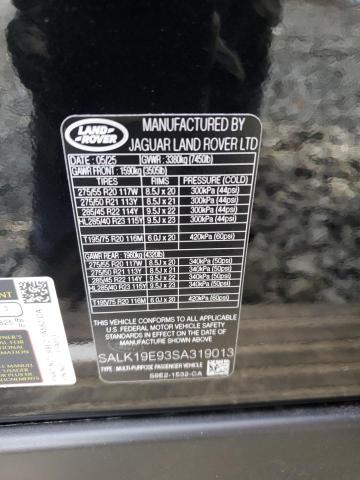 LAND ROVER
MANUFACTURED BY
JAGUAR LAND ROVER LTD
DATE : 05/25 GVWR : 3380kg (7450lb)
GAWR FRONT : 1590kg (3505lb)
TIRES RIMS PRESSURE (COLD)
275/55 R20 117W 8.5J x 20 300kPa (44psi)
275/50 R21 113Y 8.5J x 21 300kPa (44psi)
285/45 R22 114Y 9.5J x 22 300kPa (44psi)
HL285/40 R23 115Y 9.5J x 23 300kPa (44psi)
T195/75 R20 116M 6.0J x 20 420kPa (60psi)
GAWR REAR : 1960kg (4320lb)
275/55 R20 117W 8.5J x 20 340kPa (50psi)
275/50 R21 113Y 8.5J x 21 340kPa (50psi)
285/45 R22 114Y 9.5J x 22 340kPa (50psi)
HL285/40 R23 115Y 9.5J x 23 340kPa (50psi)
T195/75 R20 116M 6.0J x 20 420kPa (60psi)
THIS VEHICLE CONFORMS TO ALL APPLICABLE
U.S. FEDERAL MOTOR VEHICLE SAFETY AND
THEFT PREVENTION STANDARDS IN EFFECT ON
THE DATE OF MANUFACTURE SHOWN ABOVE
SALK19E93SA319013
TYPE : MULTI-PURPOSE PASSENGER VEHICLE
S8E2-1532-CA